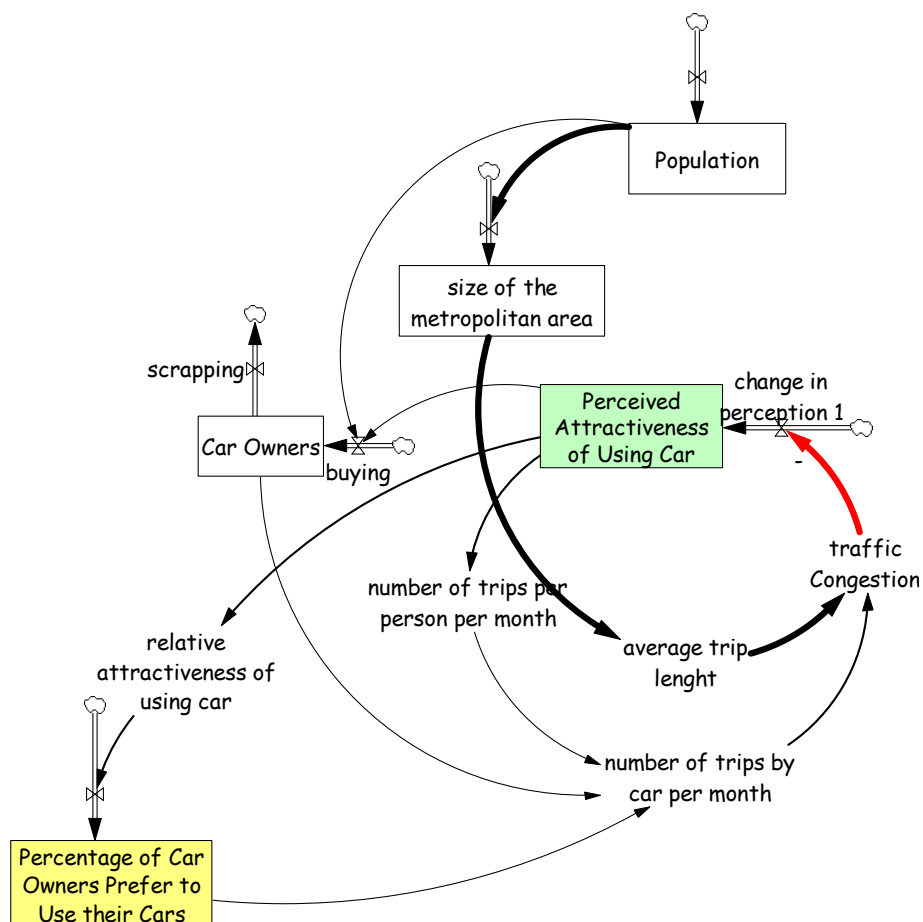 Population
size of the
metropolitan area
scrapping
Car Owners
buying
Perceived
Attractiveness
of Using Car
change in
perception 1
-
traffic
Congestion
number of trips per
person per month
relative
attractiveness of
using car
average trip
lenght
number of trips by
car per month
Percentage of Car
Owners Prefer to
Use their Cars